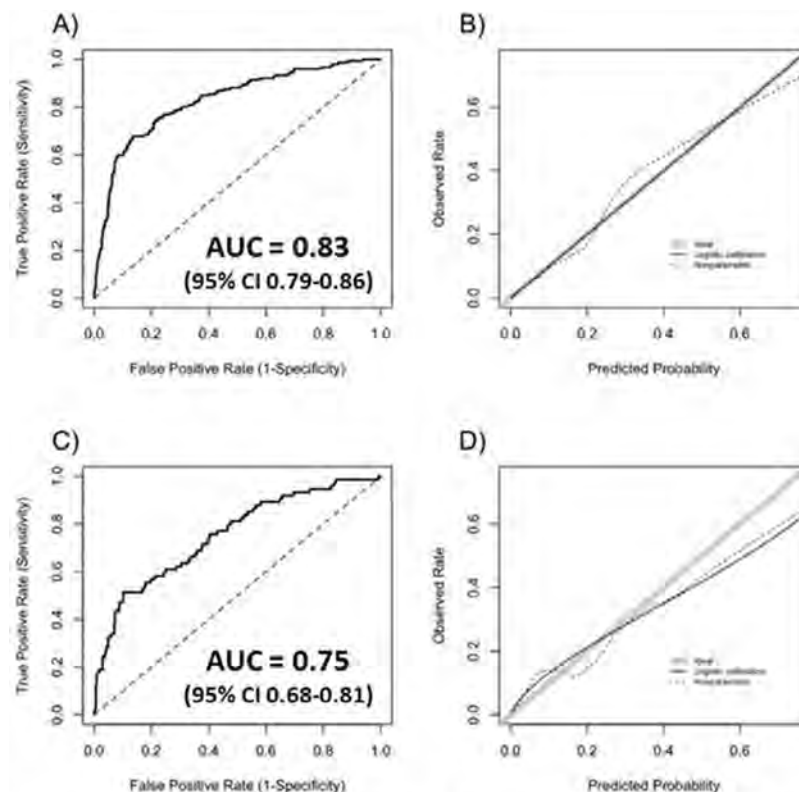 A)
True Positive Rate (Sensitivity)
1.0
0.8
0.6
0.4
0.2
0.0
AUC = 0.83
(95% CI 0.79-0.86)
0.0 0.2 0.4 0.6 0.8 1.0
False Positive Rate (1-Specificity)
B)
Observed Rate
0.6
0.4
0.2
0.0
Ideal
Logistic calibration
Nonparametric
0.0 0.2 0.4 0.6
Predicted Probability
C)
True Positive Rate (Sensitivity)
1.0
0.8
0.6
0.4
0.2
0.0
AUC = 0.75
(95% CI 0.68-0.81)
0.0 0.2 0.4 0.6 0.8 1.0
False Positive Rate (1-Specificity)
D)
Observed Rate
0.6
0.4
0.2
0.0
Ideal
Logistic calibration
Nonparametric
0.0 0.2 0.4 0.6
Predicted Probability